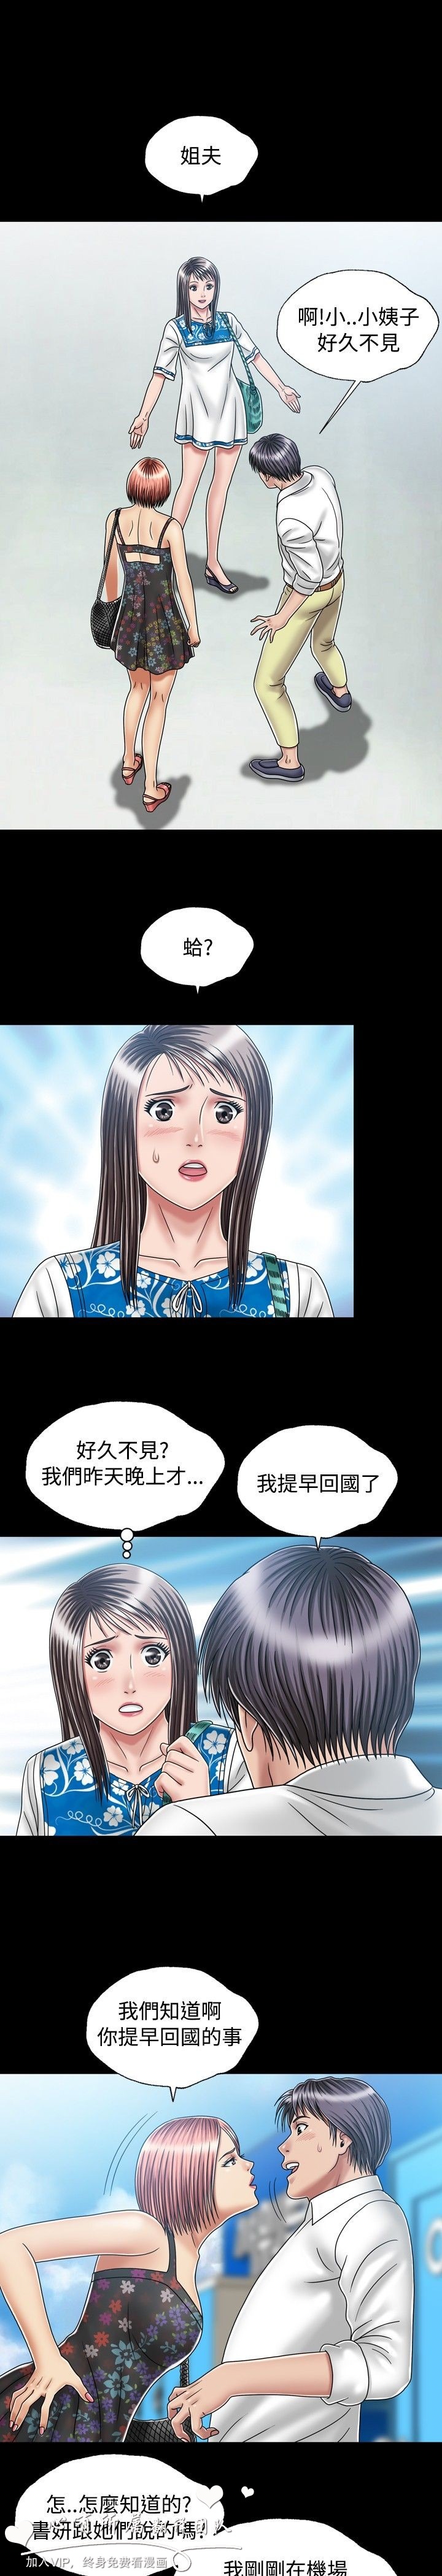 姐夫
啊!小..小姨子
好久不見
蛤?
好久不見?
我們昨天晚上才...
我提早回國了
我們知道啊
你提早回國的事
怎..怎麼知道的?
書妍跟她們說的嗎?
加入VIP，终身免费看漫画
我剛剛在機場